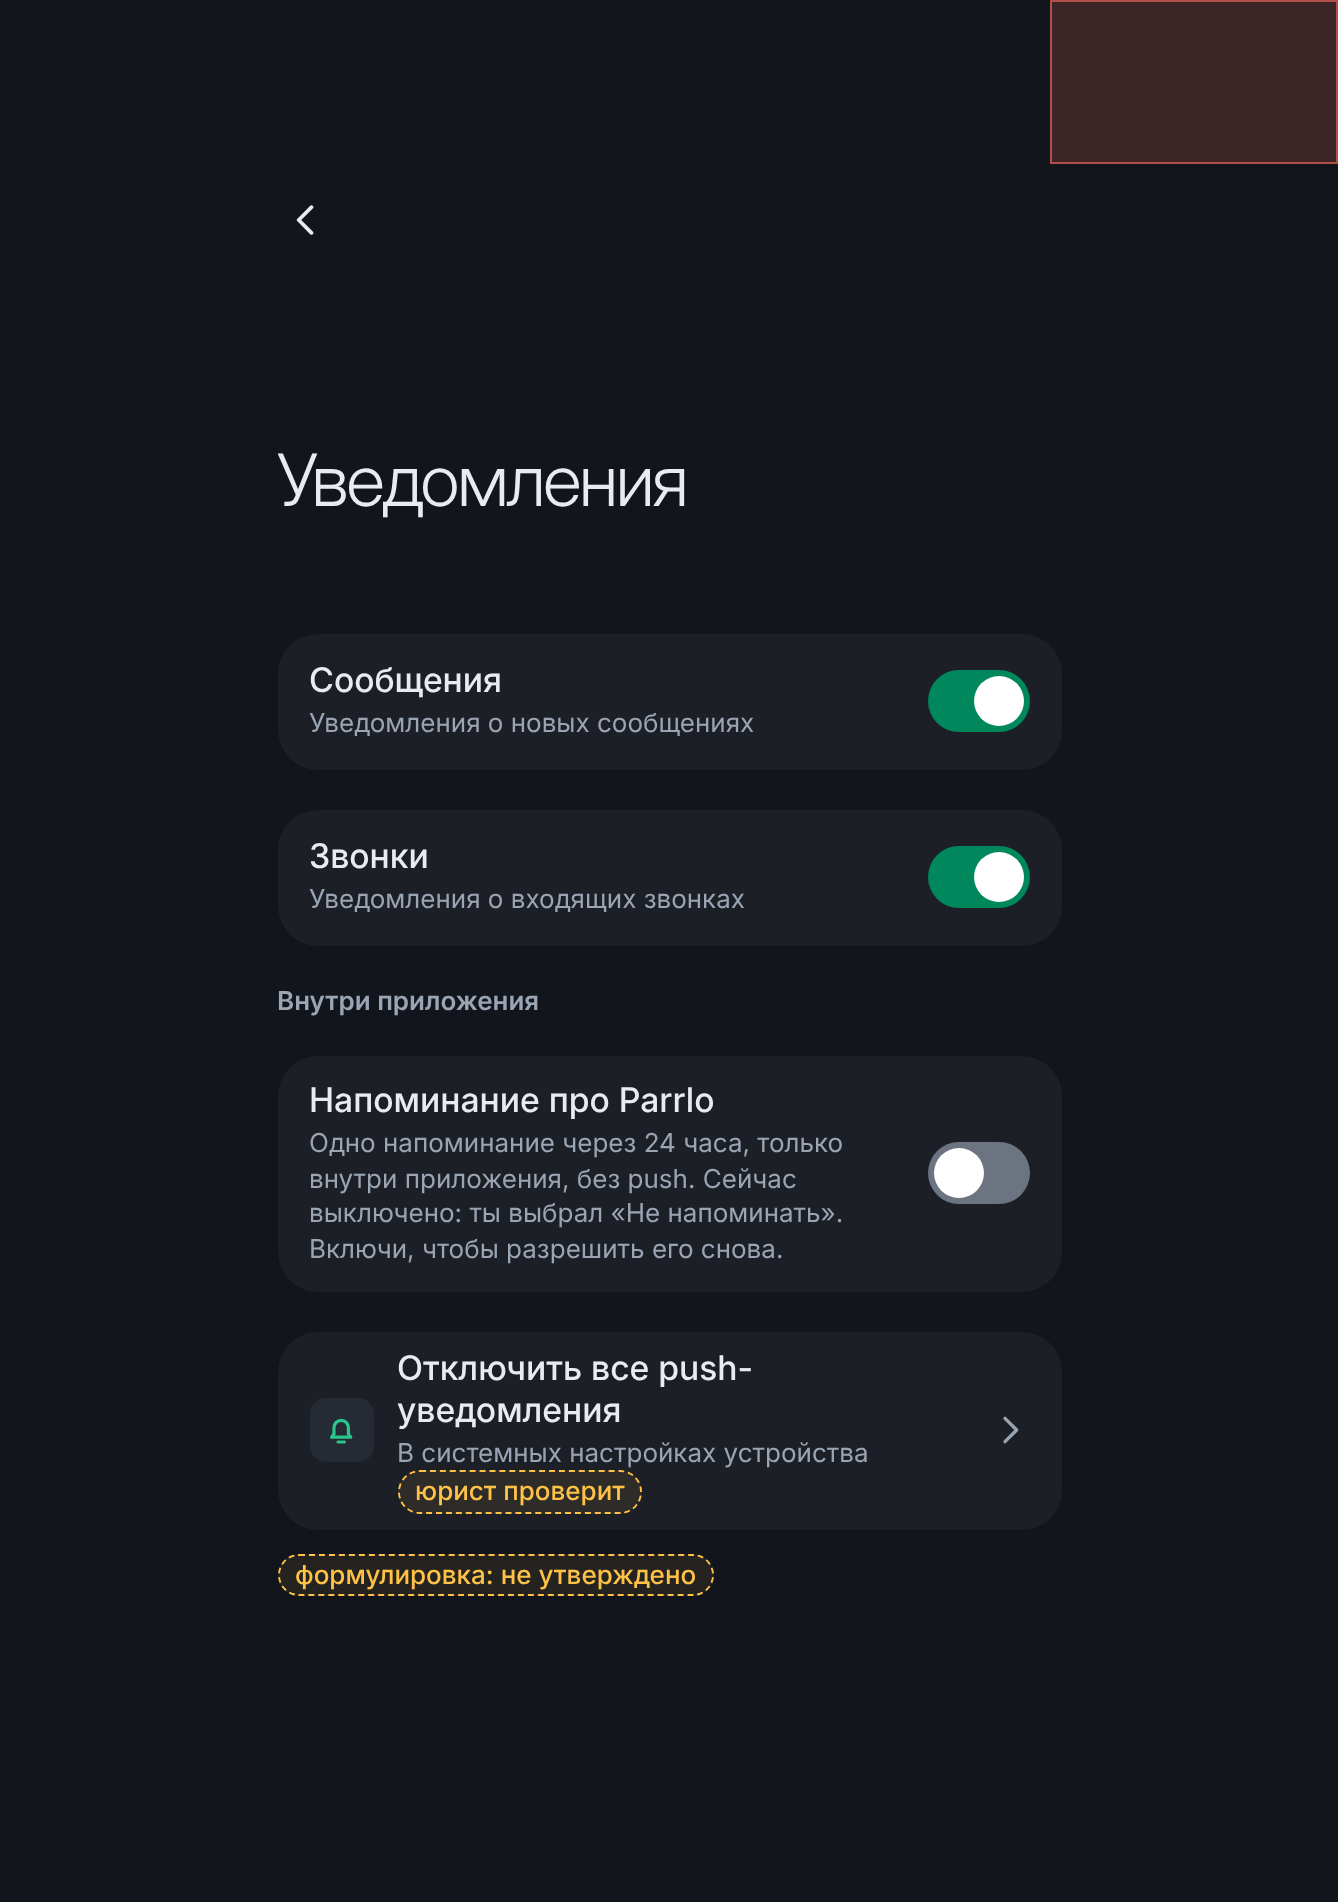 Уведомления
Сообщения
Уведомления о новых сообщениях
Звонки
Уведомления о входящих звонках
Внутри приложения
Напоминание про Parrlo
Одно напоминание через 24 часа, только
внутри приложения, без push. Сейчас
выключено: ты выбрал «Не напоминать».
Включи, чтобы разрешить его снова.
Отключить все push-
уведомления
В системных настройках устройства
юрист проверит
формулировка: не утверждено